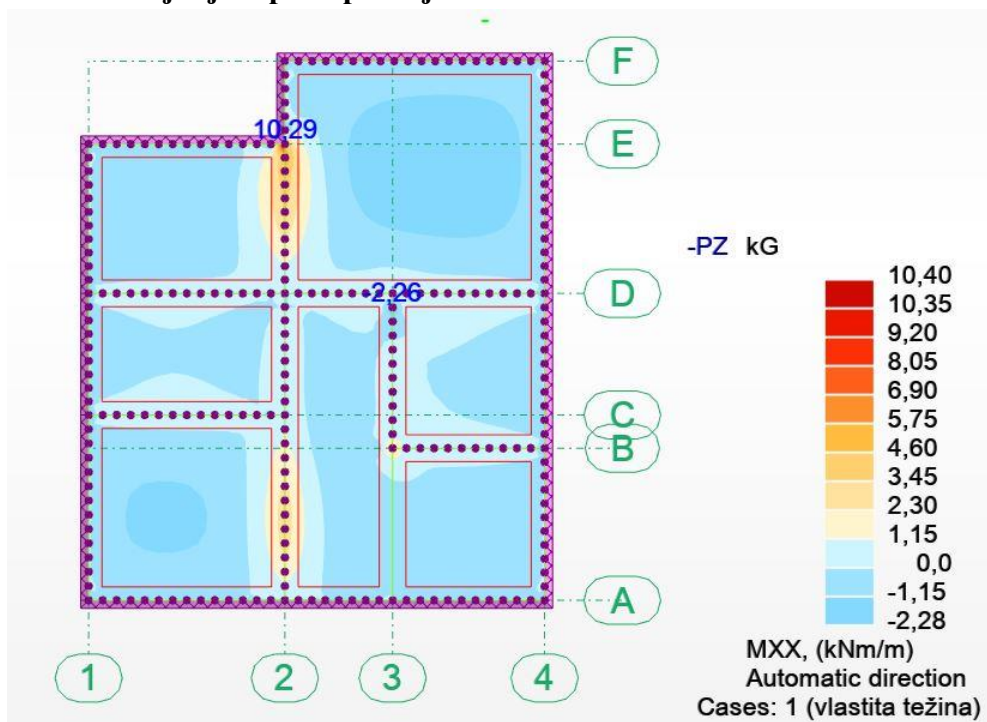 -
F
10,29
E
-PZ kG
D
-2,26
C
B
A
1 2 3 4
10,40
10,35
9,20
8,05
6,90
5,75
4,60
3,45
2,30
1,15
0,0
-1,15
-2,28
MXX, (kNm/m)
Automatic direction
Cases: 1 (vlastita težina)